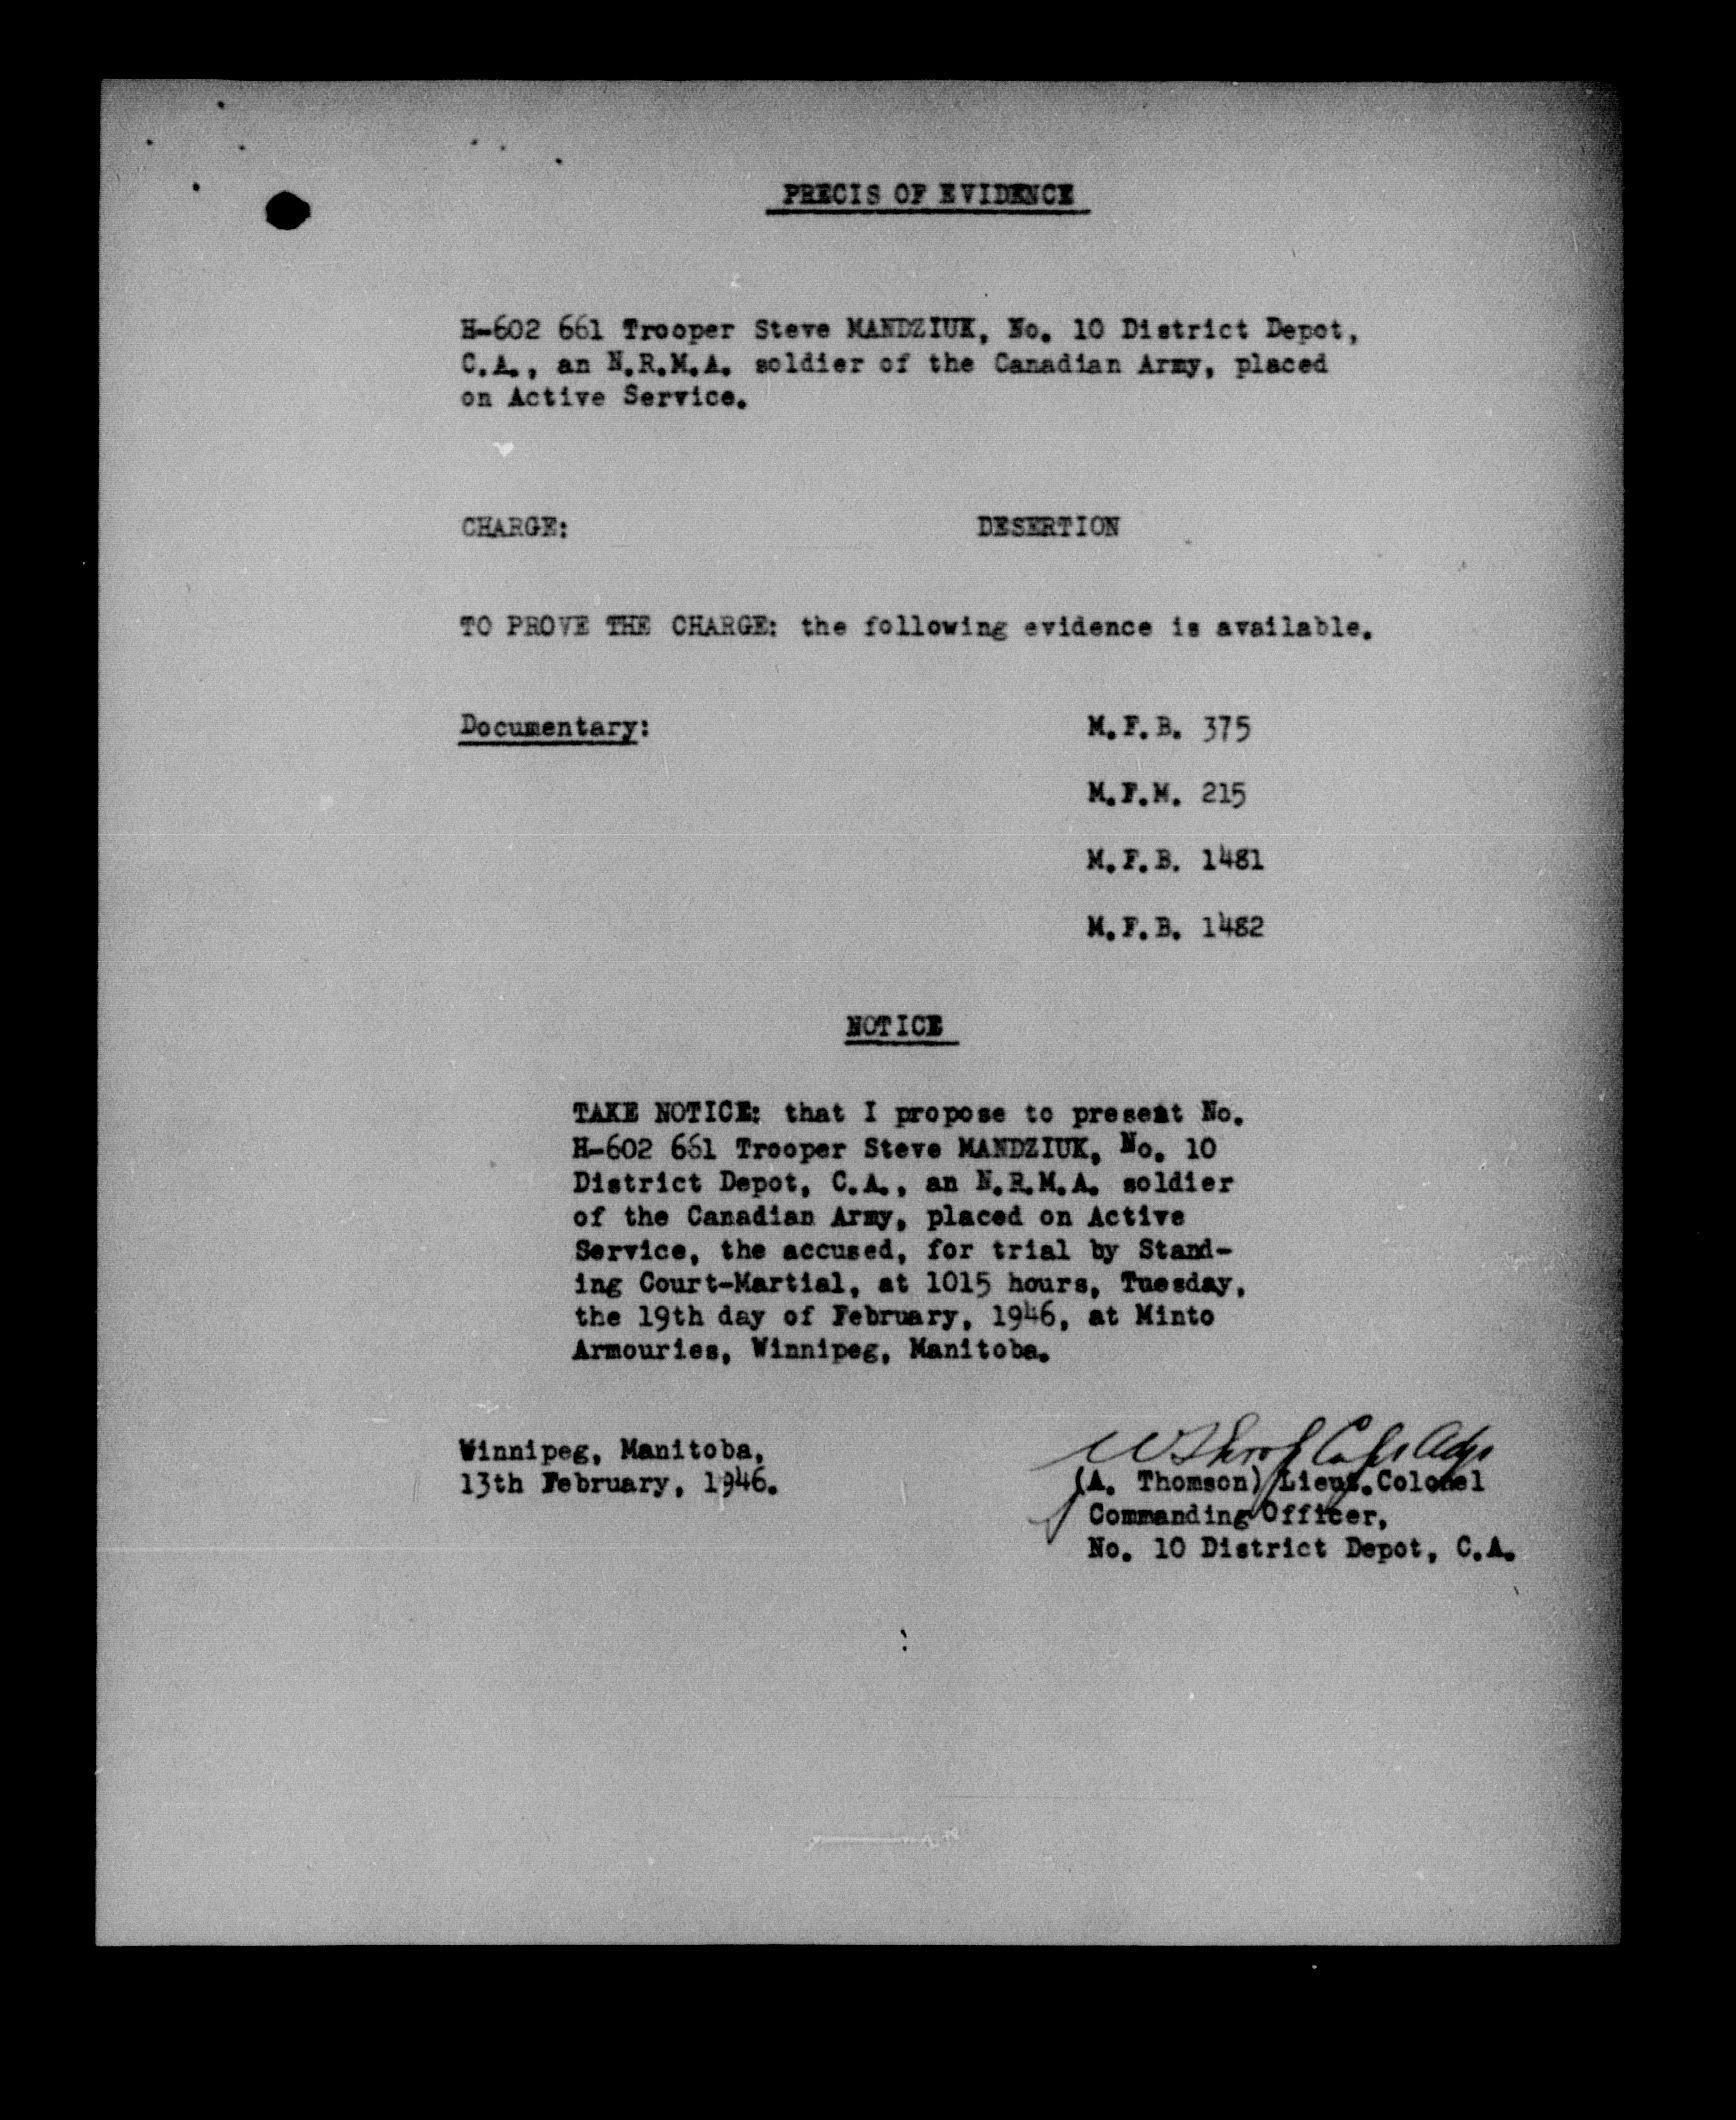 PRECIS OF EVIDENCE
H-602 661 Trooper Steve MANDZIUK, No. 10 District Depot,
C.A., an N.R.M.A. soldier of the Canadian Army, placed
on Active Service.
CHARGE: DESERTION
TO PROVE THE CHARGE: the following evidence is available.
Documentary: M.F.B. 375
M.F.M. 215
M.F.B. 1481
M.F.B. 1482
NOTICE
TAKE NOTICE: that I propose to present No.
H-602 661 Trooper Steve MANDZIUK, No. 10
District Depot, C.A., an N.R.M.A. soldier
of the Canadian Army, placed on Active
Service, the accused, for trial by Stand-
ing Court-Martial, at 1015 hours, Tuesday,
the 19th day of February, 1946, at Minto
Armouries, Winnipeg, Manitoba.
Winnipeg, Manitoba,
13th February, 1946.
(A. Thomson) Lieut.Colonel
Commanding Officer,
No. 10 District Depot, C.A.